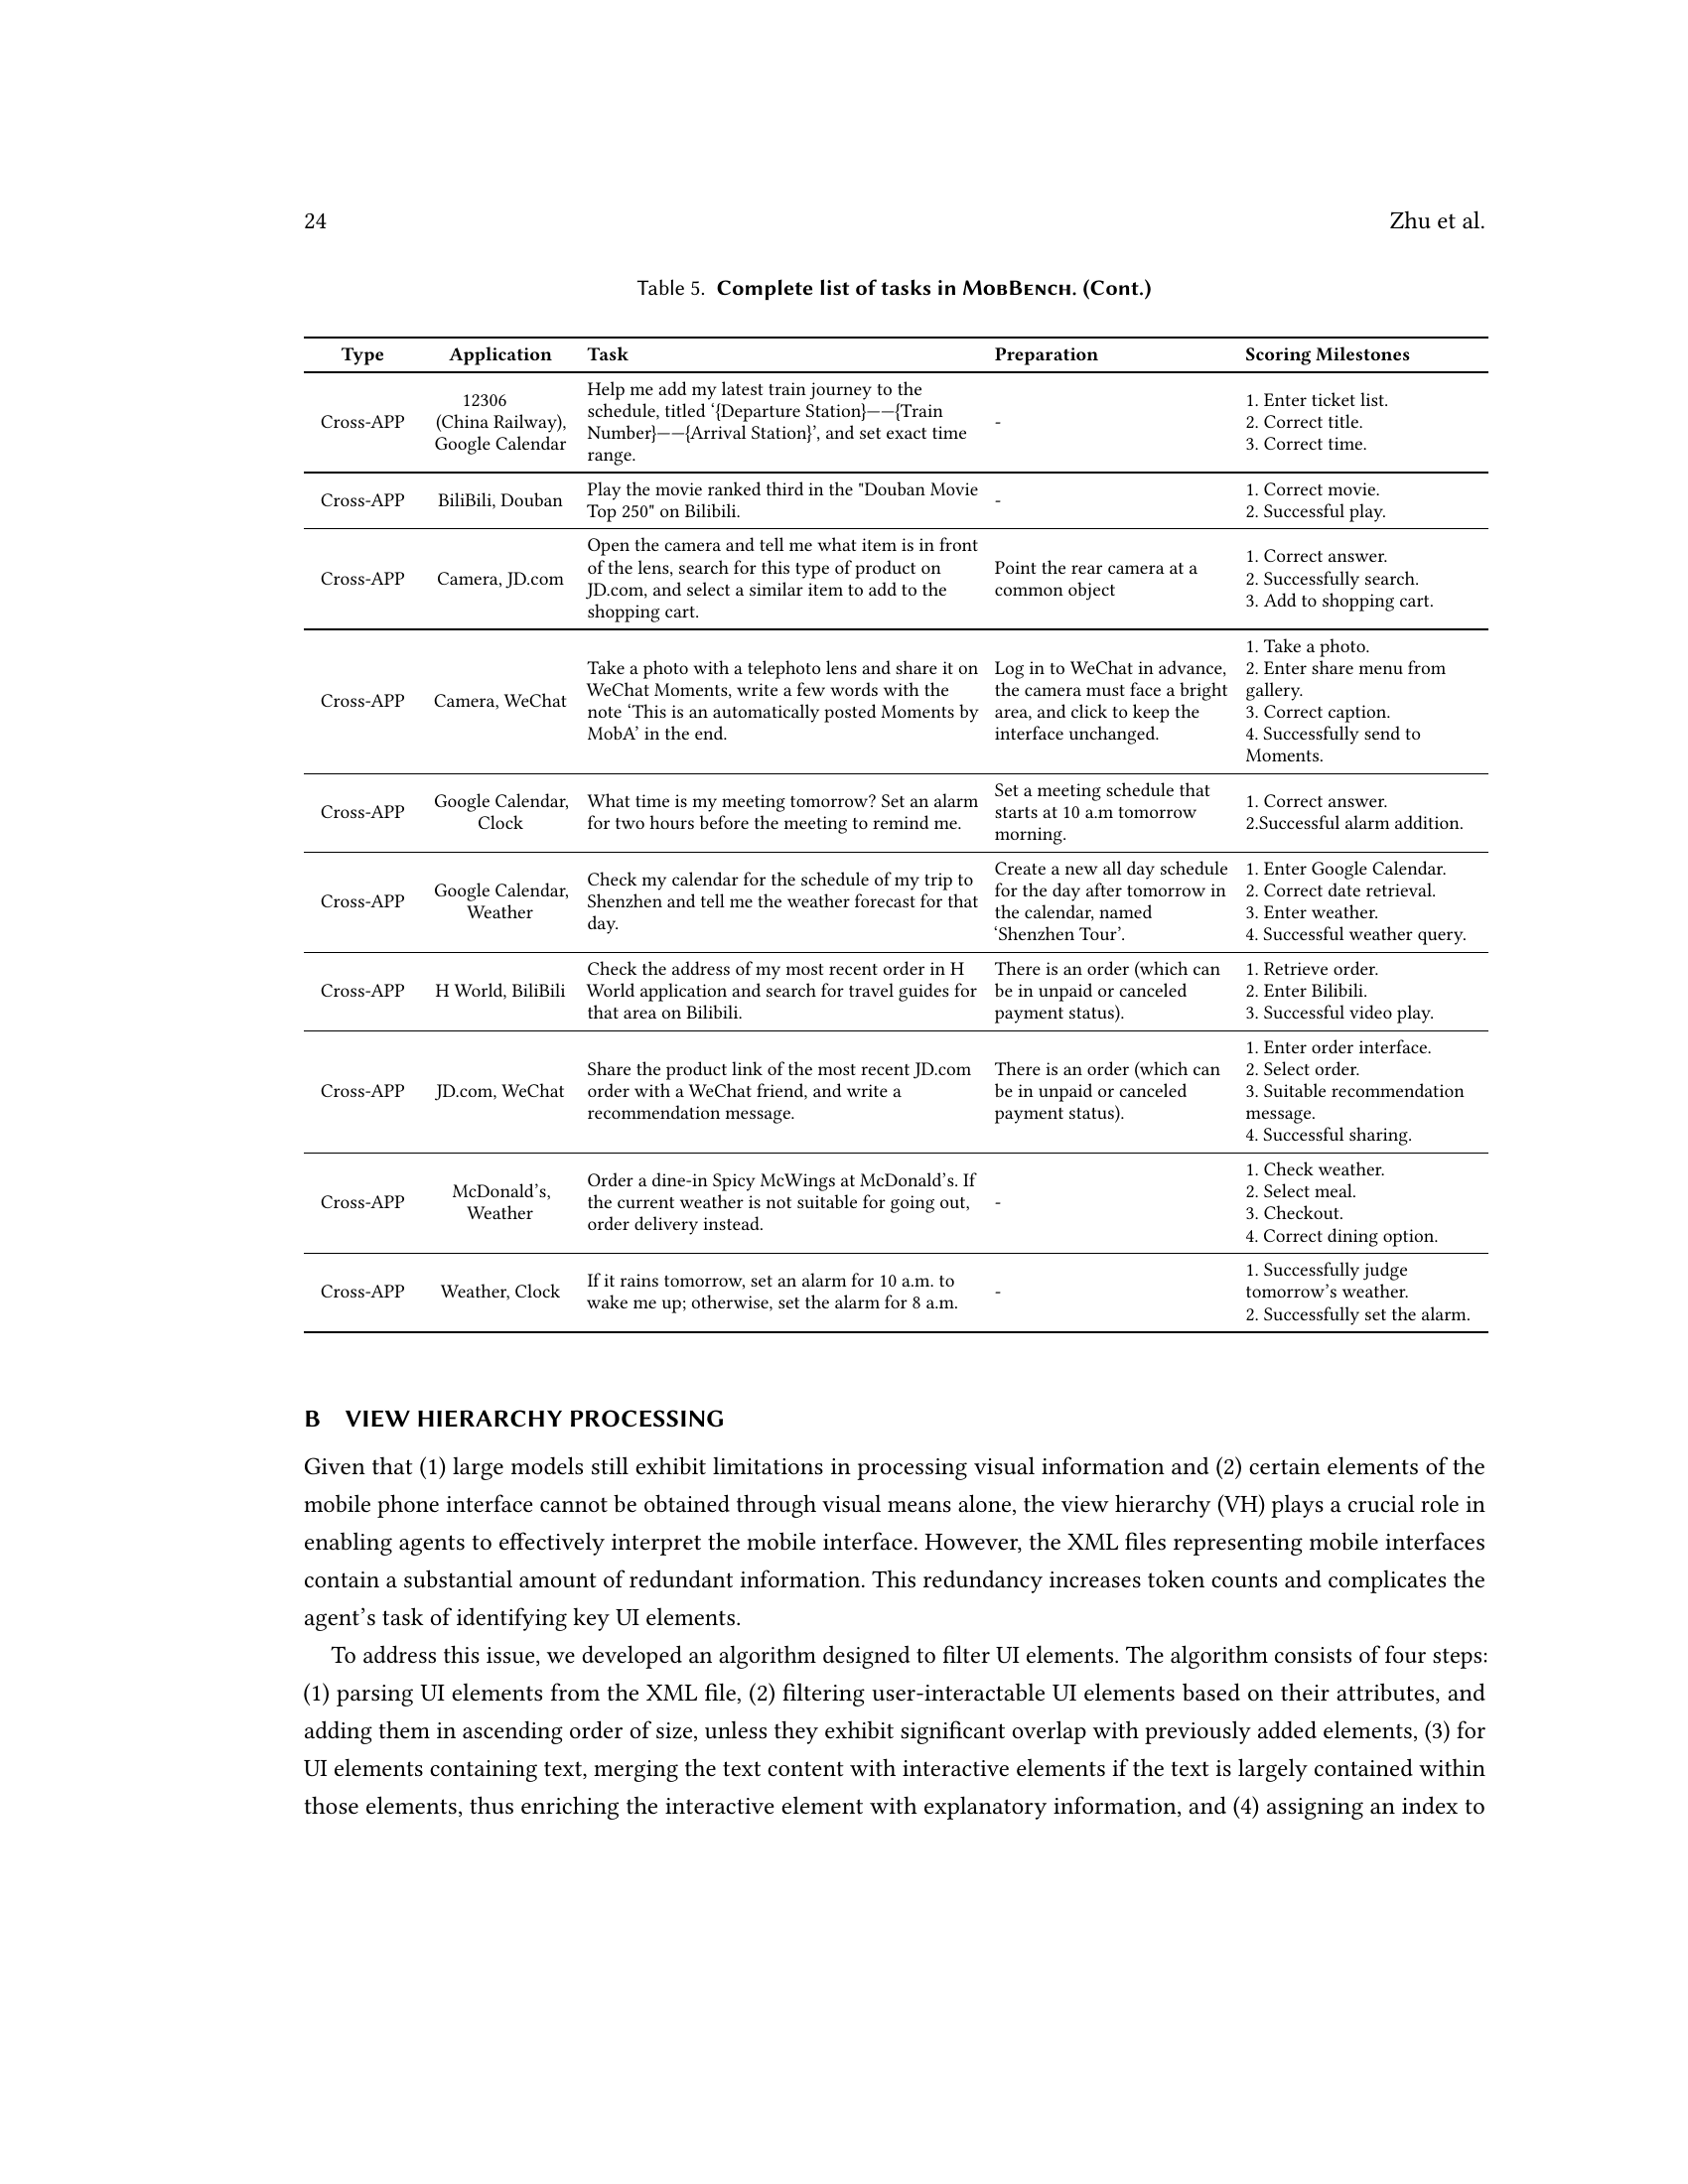 24
Zhu et al.
Table 5. Complete list of tasks in MobBench. (Cont.)
Type Application Task Preparation Scoring Milestones
Cross-APP
12306
(China Railway),
Google Calendar
Help me add my latest train journey to the
schedule, titled ‘{Departure Station}——{Train
Number}——{Arrival Station}’, and set exact time
range.
-
1. Enter ticket list.
2. Correct title.
3. Correct time.
Cross-APP
BiliBili, Douban
Play the movie ranked third in the "Douban Movie
Top 250" on Bilibili.
-
1. Correct movie.
2. Successful play.
Cross-APP
Camera, JD.com
Open the camera and tell me what item is in front
of the lens, search for this type of product on
JD.com, and select a similar item to add to the
shopping cart.
Point the rear camera at a
common object
1. Correct answer.
2. Successfully search.
3. Add to shopping cart.
Cross-APP
Camera, WeChat
Take a photo with a telephoto lens and share it on
WeChat Moments, write a few words with the
note ‘This is an automatically posted Moments by
MobA’ in the end.
Log in to WeChat in advance,
the camera must face a bright
area, and click to keep the
interface unchanged.
1. Take a photo.
2. Enter share menu from
gallery.
3. Correct caption.
4. Successfully send to
Moments.
Cross-APP
Google Calendar,
Clock
What time is my meeting tomorrow? Set an alarm
for two hours before the meeting to remind me.
Set a meeting schedule that
starts at 10 a.m tomorrow
morning.
1. Correct answer.
2.Successful alarm addition.
Cross-APP
Google Calendar,
Weather
Check my calendar for the schedule of my trip to
Shenzhen and tell me the weather forecast for that
day.
Create a new all day schedule
for the day after tomorrow in
the calendar, named
‘Shenzhen Tour’.
1. Enter Google Calendar.
2. Correct date retrieval.
3. Enter weather.
4. Successful weather query.
Cross-APP
H World, BiliBili
Check the address of my most recent order in H
World application and search for travel guides for
that area on Bilibili.
There is an order (which can
be in unpaid or canceled
payment status).
1. Retrieve order.
2. Enter Bilibili.
3. Successful video play.
Cross-APP
JD.com, WeChat
Share the product link of the most recent JD.com
order with a WeChat friend, and write a
recommendation message.
There is an order (which can
be in unpaid or canceled
payment status).
1. Enter order interface.
2. Select order.
3. Suitable recommendation
message.
4. Successful sharing.
Cross-APP
McDonald’s,
Weather
Order a dine-in Spicy McWings at McDonald’s. If
the current weather is not suitable for going out,
order delivery instead.
-
1. Check weather.
2. Select meal.
3. Checkout.
4. Correct dining option.
Cross-APP
Weather, Clock
If it rains tomorrow, set an alarm for 10 a.m. to
wake me up; otherwise, set the alarm for 8 a.m.
-
1. Successfully judge
tomorrow’s weather.
2. Successfully set the alarm.
B VIEW HIERARCHY PROCESSING
Given that (1) large models still exhibit limitations in processing visual information and (2) certain elements of the
mobile phone interface cannot be obtained through visual means alone, the view hierarchy (VH) plays a crucial role in
enabling agents to effectively interpret the mobile interface. However, the XML files representing mobile interfaces
contain a substantial amount of redundant information. This redundancy increases token counts and complicates the
agent’s task of identifying key UI elements.
To address this issue, we developed an algorithm designed to filter UI elements. The algorithm consists of four steps:
(1) parsing UI elements from the XML file, (2) filtering user-interactable UI elements based on their attributes, and
adding them in ascending order of size, unless they exhibit significant overlap with previously added elements, (3) for
UI elements containing text, merging the text content with interactive elements if the text is largely contained within
those elements, thus enriching the interactive element with explanatory information, and (4) assigning an index to